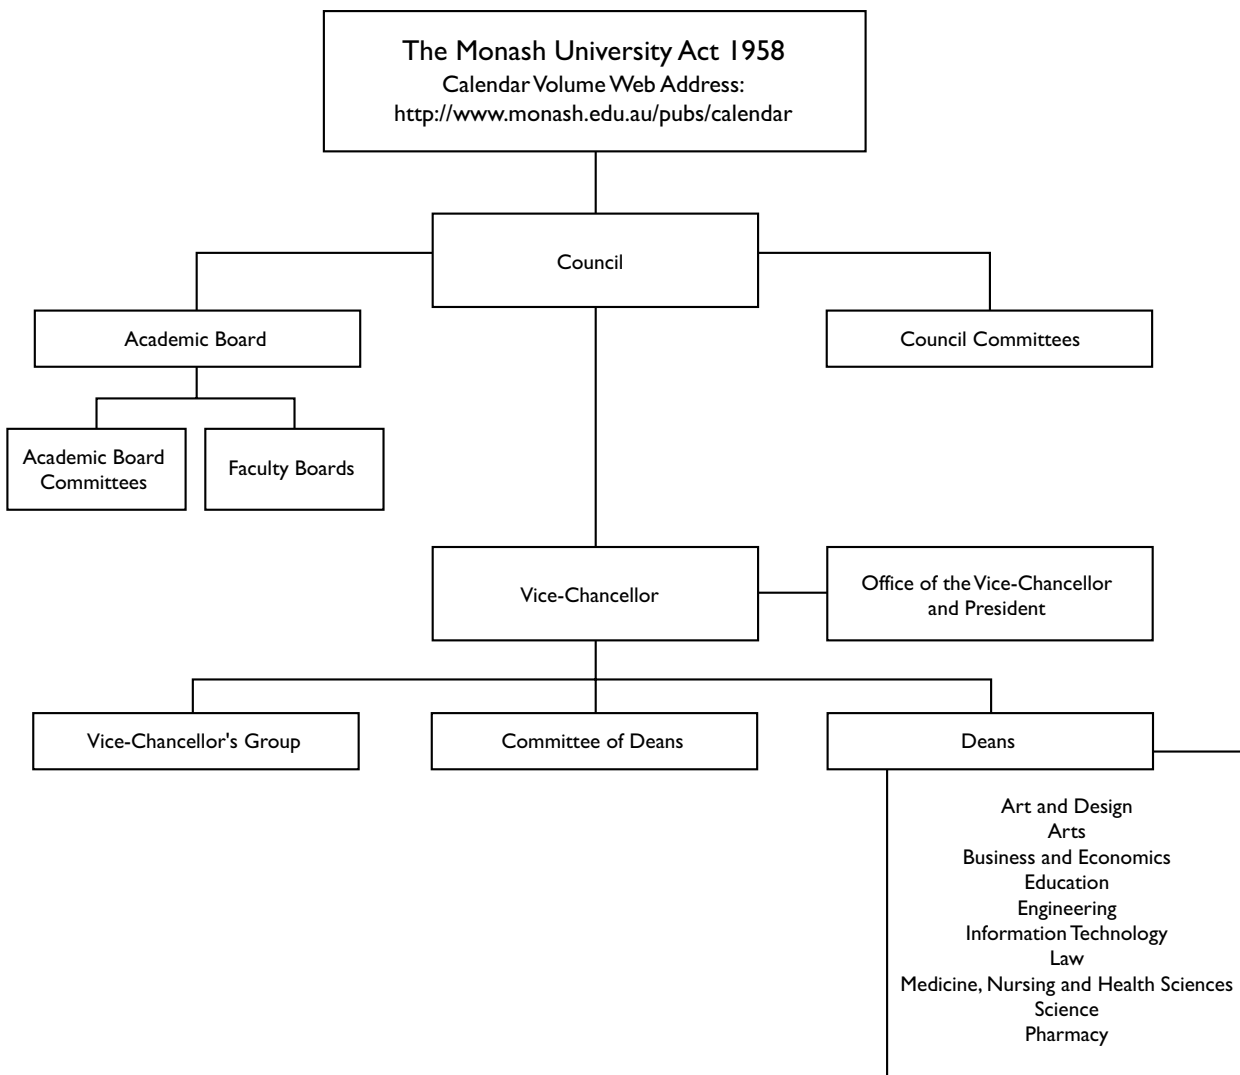 The Monash University Act 1958
Calendar Volume Web Address:
http://www.monash.edu.au/pubs/calendar
Council
Academic Board
Council Committees
Academic Board
Committees
Faculty Boards
Vice-Chancellor
Office of the Vice-Chancellor
and President
Vice-Chancellor's Group
Committee of Deans
Deans
Art and Design
Arts
Business and Economics
Education
Engineering
Information Technology
Law
Medicine, Nursing and Health Sciences
Science
Pharmacy